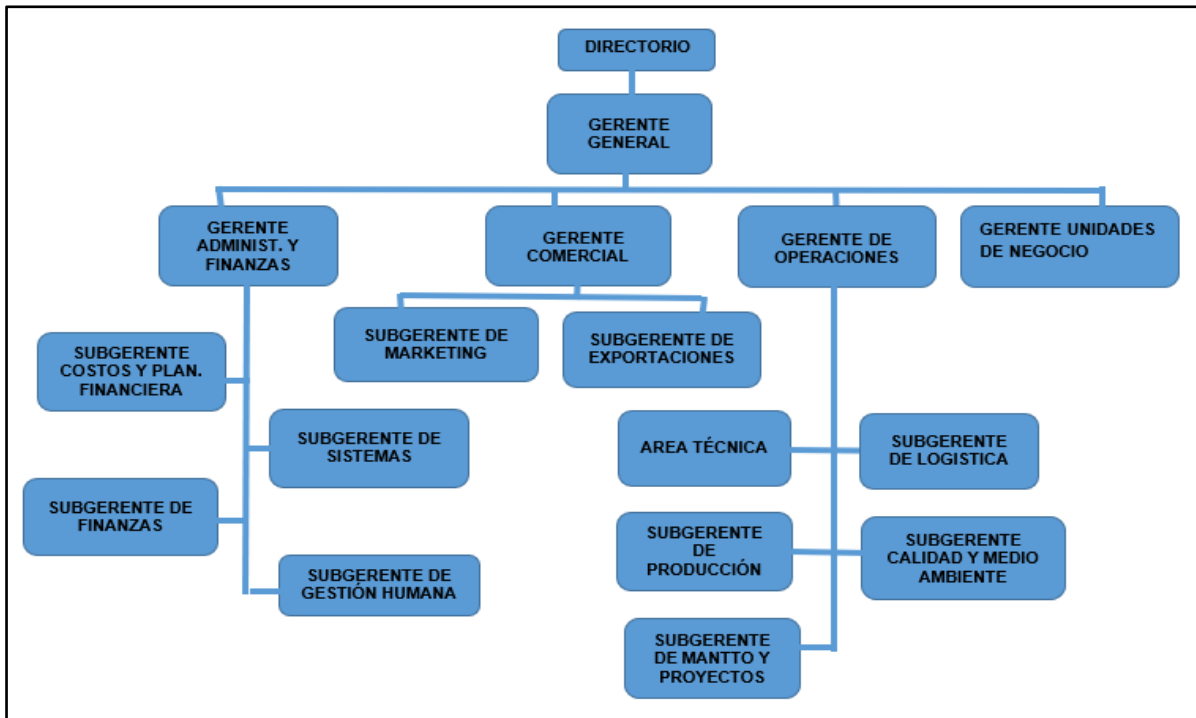 DIRECTORIO
GERENTE
GENERAL
GERENTE
ADMINIST. Y
FINANZAS
GERENTE
COMERCIAL
GERENTE DE
OPERACIONES
GERENTE UNIDADES
DE NEGOCIO
SUBGERENTE DE
MARKETING
SUBGERENTE DE
EXPORTACIONES
SUBGERENTE
COSTOS Y PLAN.
FINANCIERA
SUBGERENTE DE
SISTEMAS
SUBGERENTE DE
FINANZAS
SUBGERENTE DE
GESTIÓN HUMANA
AREA TÉCNICA
SUBGERENTE
DE LOGISTICA
SUBGERENTE
DE
PRODUCCIÓN
SUBGERENTE
CALIDAD Y MEDIO
AMBIENTE
SUBGERENTE
DE MANTTO Y
PROYECTOS